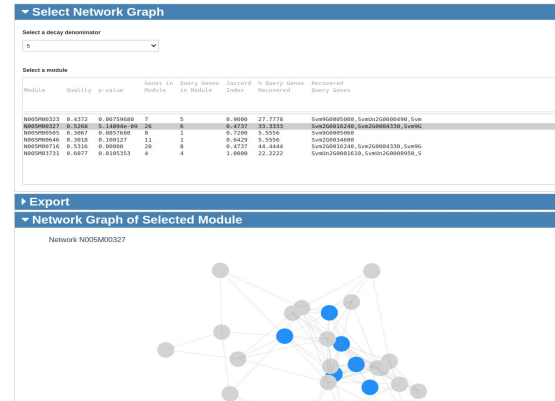 Select Network Graph
Select a decay denominator
5
Select a module
Genes in Query Genes Jaccard % Query Genes Recovered
Module Quality p-value Module in Module Index Recovered Query Genes
N005M00323 0.4372 0.00759680 7 5 0.9000 27.7778 Svm9G0005010,SvmUn2G0000490,Svm
N005M00327 0.5268 5.14894e-09 26 6 0.4737 33.3333 Svm2G0016240,Svm2G0004330,Svm9G
N005M00505 0.3067 0.0857680 8 1 0.7200 5.5556 Svm9G0005060
N005M00646 0.3018 0.100127 11 1 0.6429 5.5556 Svm2G0034600
N005M00716 0.5316 0.00000 28 8 0.4737 44.4444 Svm2G0016240,Svm2G0004330,Svm9G
N005M03731 0.6077 0.0105353 4 4 1.0000 22.2222 SvmUn2G0001610,SvmUn2G0000950,S
Export
Network Graph of Selected Module
Network N005M00327